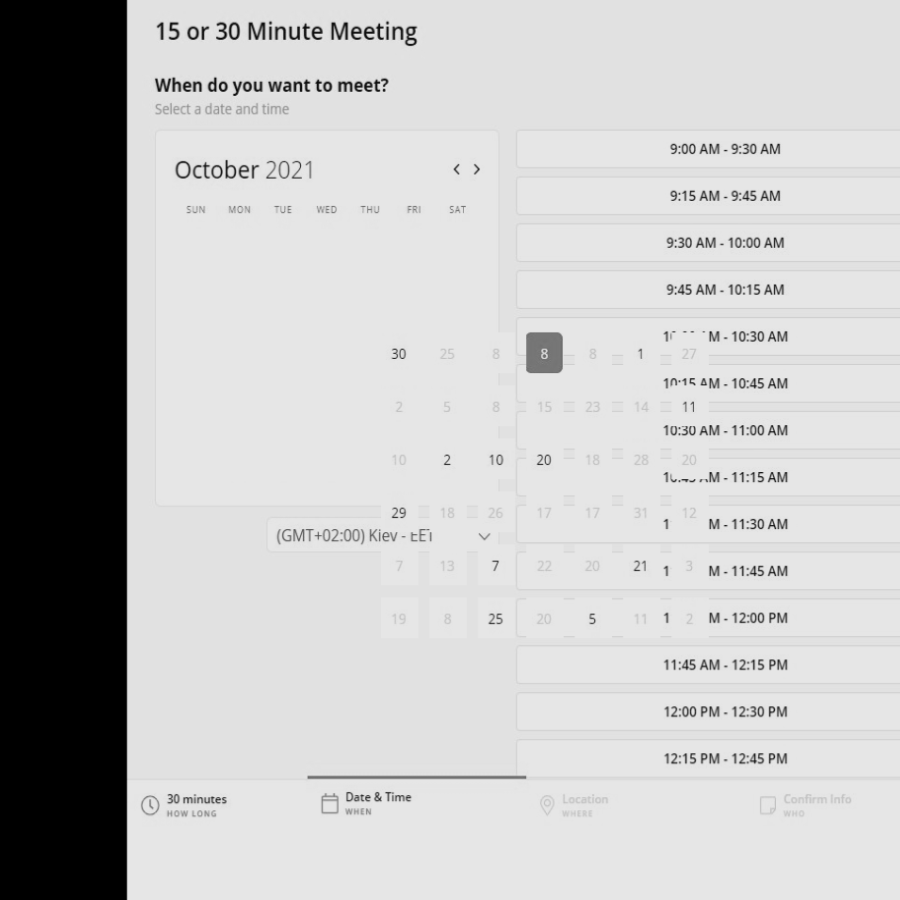 15 or 30 Minute Meeting
When do you want to meet?
Select a date and time
October 2021
SUN MON TUE WED THU FRI SAT
9:00 AM - 9:30 AM
9:15 AM - 9:45 AM
9:30 AM - 10:00 AM
9:45 AM - 10:15 AM
M - 10:30 AM
30 25 8 8 8 1 27
10:15 AM - 10:45 AM
2 5 8 15 23 14 11
10:30 AM - 11:00 AM
10 2 10 20 18 28 20
M - 11:15 AM
29 18 26 17 17 31 12
1 M - 11:30 AM
(GMT+02:00) Kiev - EET
7 13 7 22 20 21 3
1 M - 11:45 AM
19 8 25 20 5 11 2
1 M - 12:00 PM
11:45 AM - 12:15 PM
12:00 PM - 12:30 PM
12:15 PM - 12:45 PM
30 minutes
HOW LONG
Date & Time
WHEN
Location
WHERE
Confirm Info
WHO